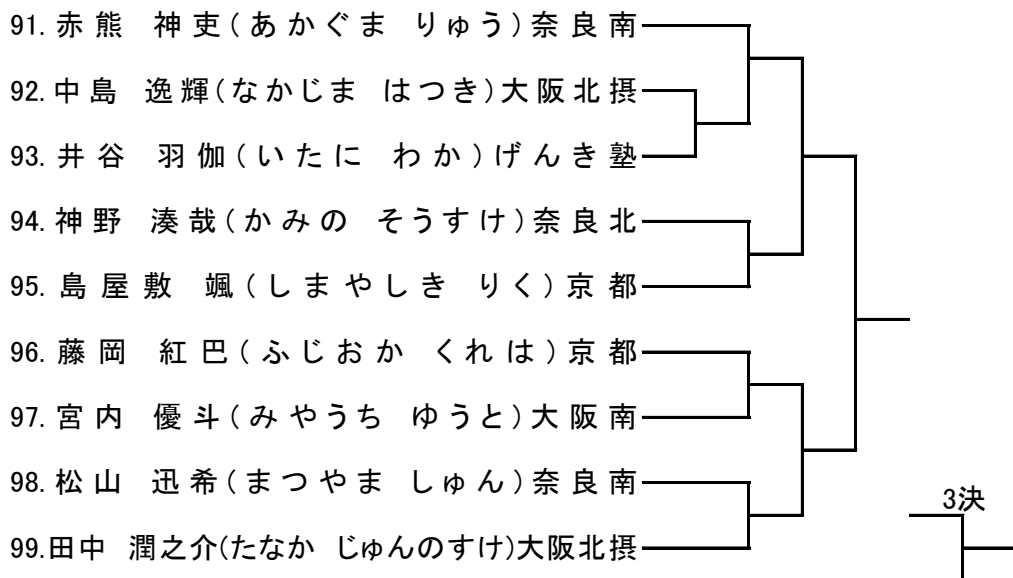 91. 赤熊 神吏(あかぐま りゅう)奈良南
92. 中島 逸輝(なかじま はつき)大阪北摂
93. 井谷 羽伽(いたに わか)げんき塾
94. 神野 湊哉(かみの そうすけ)奈良北
95. 島屋敷 颯(しまやしき りく)京都
96. 藤岡 紅巴(ふじおか くれは)京都
97. 宮内 優斗(みやうち ゆうと)大阪南
98. 松山 迅希(まつやま しゅん)奈良南
3決
99.田中 潤之介(たなか じゅんのすけ)大阪北摂